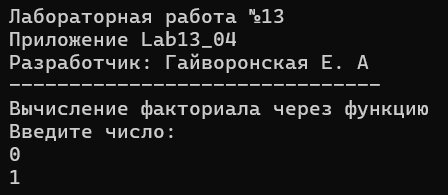 Лабораторная работа №13
Приложение Lab13_04
Разработчик: Гайворонская Е. А
-------------------------------
Вычисление факториала через функцию
Введите число:
0
1